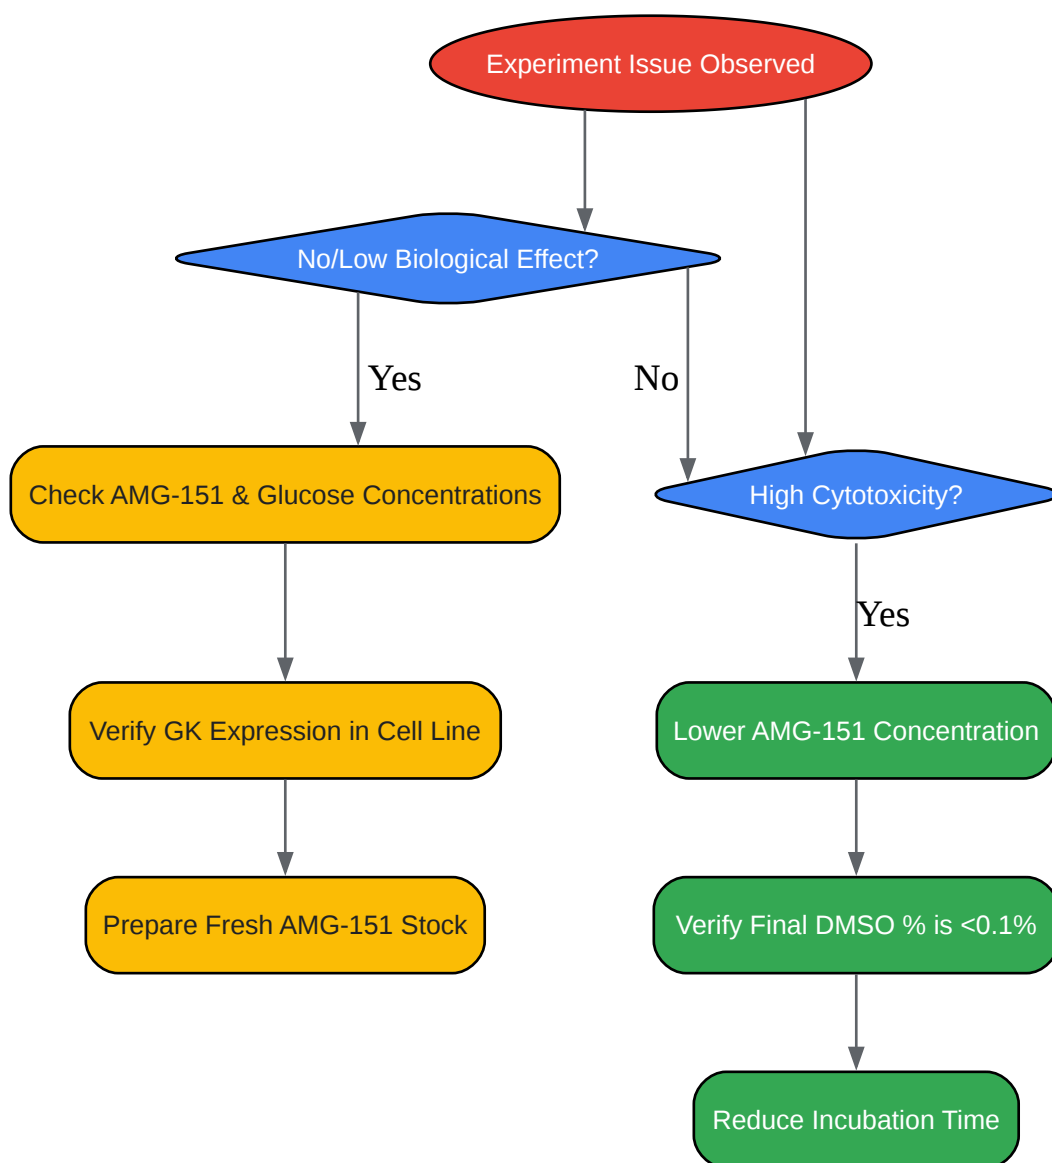 Experiment Issue Observed
No/Low Biological Effect?
Yes
No
Check AMG-151 & Glucose Concentrations
High Cytotoxicity?
Yes
Verify GK Expression in Cell Line
Lower AMG-151 Concentration
Prepare Fresh AMG-151 Stock
Verify Final DMSO % is <0.1%
Reduce Incubation Time